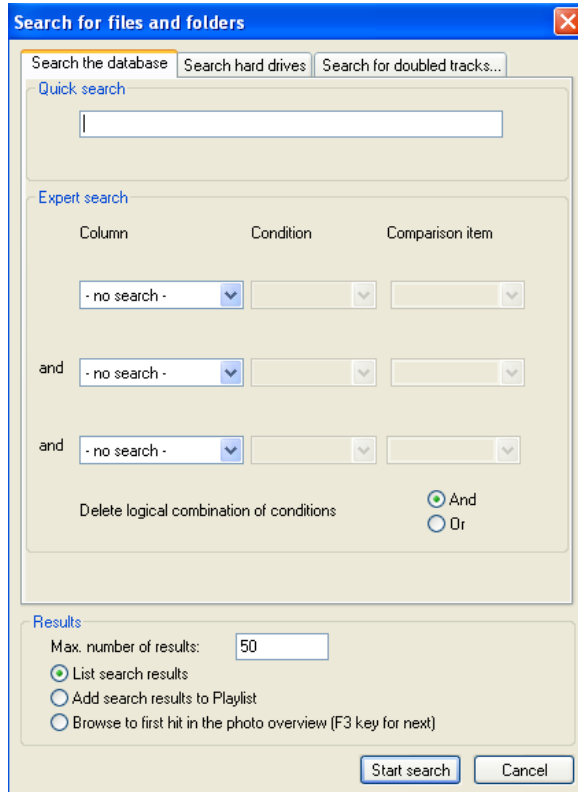 Search for files and folders
Search the database Search hard drives Search for doubled tracks...
Quick search
Expert search
Column Condition Comparison item
- no search -
and - no search -
and - no search -
Delete logical combination of conditions
And
Or
Results
Max. number of results: 50
List search results
Add search results to Playlist
Browse to first hit in the photo overview (F3 key for next)
Start search Cancel